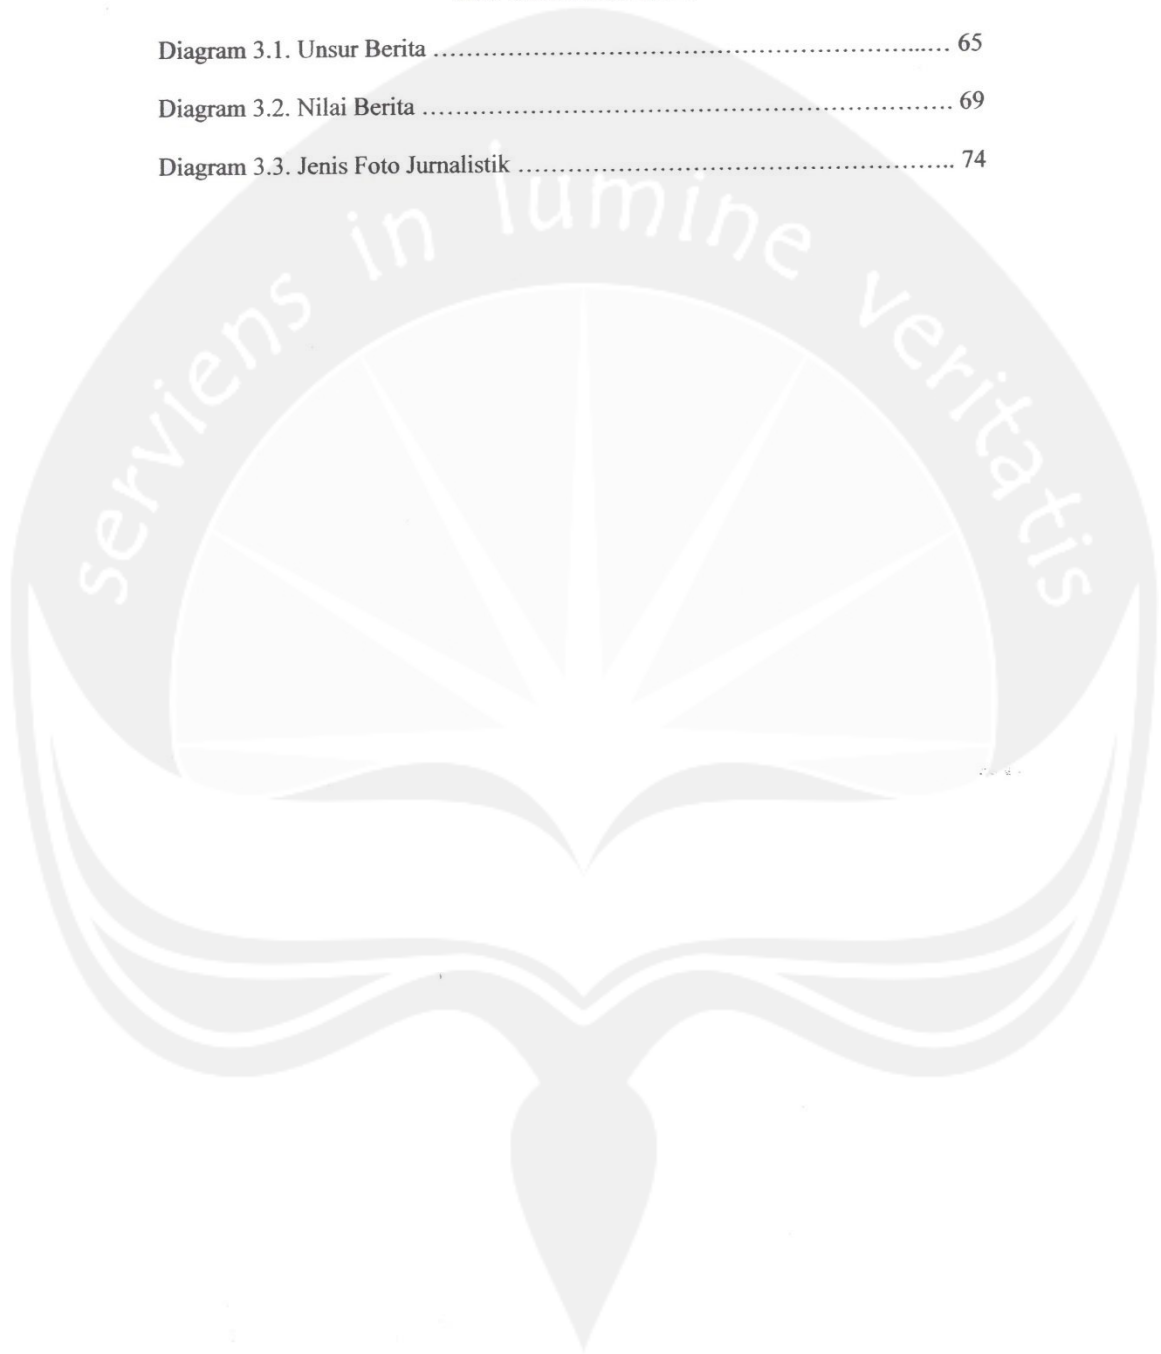 Diagram 3.1. Unsur Berita ........................................................... 65
Diagram 3.2. Nilai Berita ............................................................. 69
Diagram 3.3. Jenis Foto Jurnalistik .................................................. 74
serviens in lumine veritatis